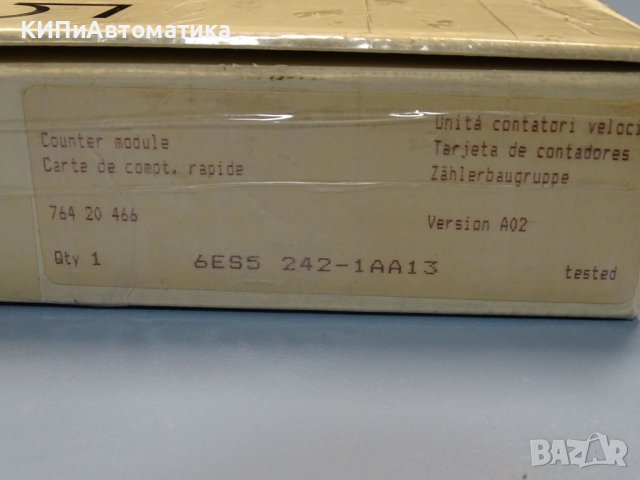 КИПиАвтоматика
Counter module
Carte de compt. rapide
764 20 466
Qty 1
6ES5 242-1AA13
Unitá contatori veloci
Tarjeta de contadores
Zählerbaugruppe
Version A02
tested
BAZAR